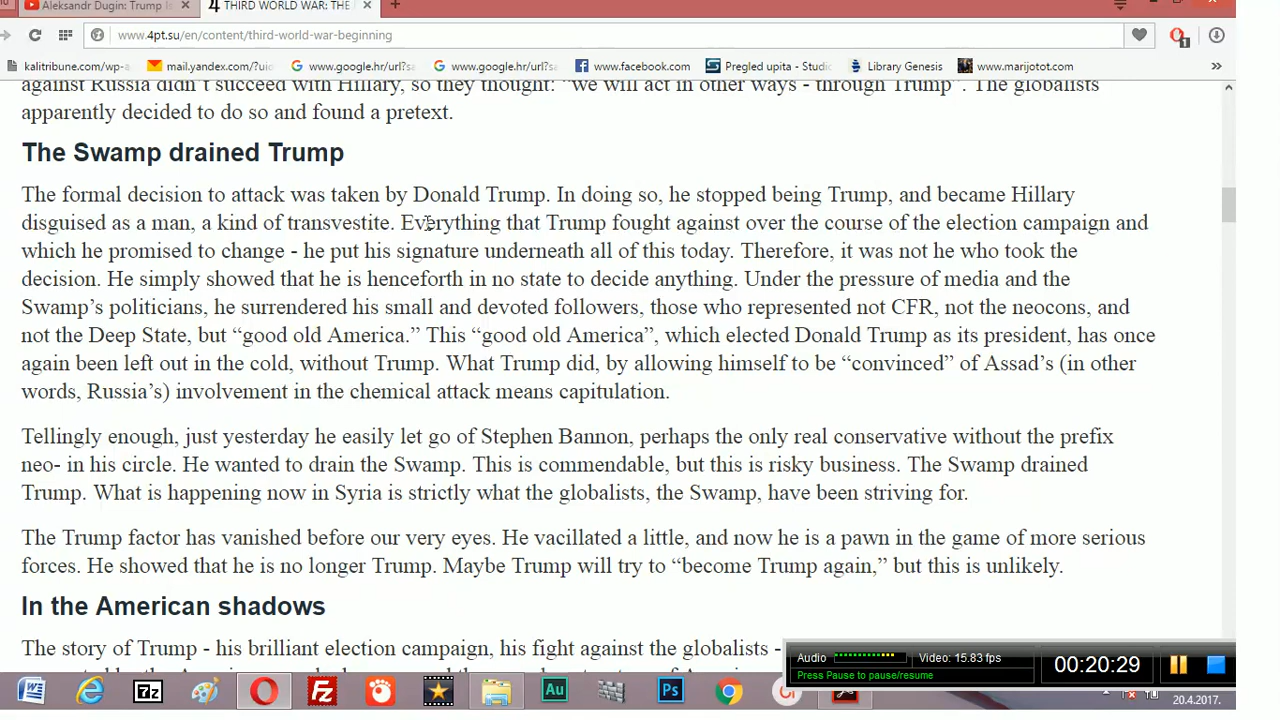 Aleksandr Dugin: Trump is
THIRD WORLD WAR: THE
www.4pt.su/en/content/third-world-war-beginning
1
kalitribune.com/wp-a
mail.yandex.com/?ui
www.google.hr/url?sa
www.google.hr/url?s
www.facebook.com
Pregled upita - Studi
Library Genesis
www.marijotot.com
against Russia didn't succeed with Hillary, so they thought: "we will act in other ways - through Trump". The globalists
apparently decided to do so and found a pretext.
The Swamp drained Trump
The formal decision to attack was taken by Donald Trump. In doing so, he stopped being Trump, and became Hillary
disguised as a man, a kind of transvestite. Everything that Trump fought against over the course of the election campaign and
which he promised to change - he put his signature underneath all of this today. Therefore, it was not he who took the
decision. He simply showed that he is henceforth in no state to decide anything. Under the pressure of media and the
Swamp's politicians, he surrendered his small and devoted followers, those who represented not CFR, not the neocons, and
not the Deep State, but "good old America." This "good old America", which elected Donald Trump as its president, has once
again been left out in the cold, without Trump. What Trump did, by allowing himself to be "convinced" of Assad's (in other
words, Russia's) involvement in the chemical attack means capitulation.
Tellingly enough, just yesterday he easily let go of Stephen Bannon, perhaps the only real conservative without the prefix
neo- in his circle. He wanted to drain the Swamp. This is commendable, but this is risky business. The Swamp drained
Trump. What is happening now in Syria is strictly what the globalists, the Swamp, have been striving for.
The Trump factor has vanished before our very eyes. He vacillated a little, and now he is a pawn in the game of more serious
forces. He showed that he is no longer Trump. Maybe Trump will try to "become Trump again," but this is unlikely.
In the American shadows
The story of Trump - his brilliant election campaign, his fight against the globalists -
Audio
Video: 15.83 fps
Press Pause to pause/resume
00:20:29
7z
Fz
Au
Ps
20.4.2017.